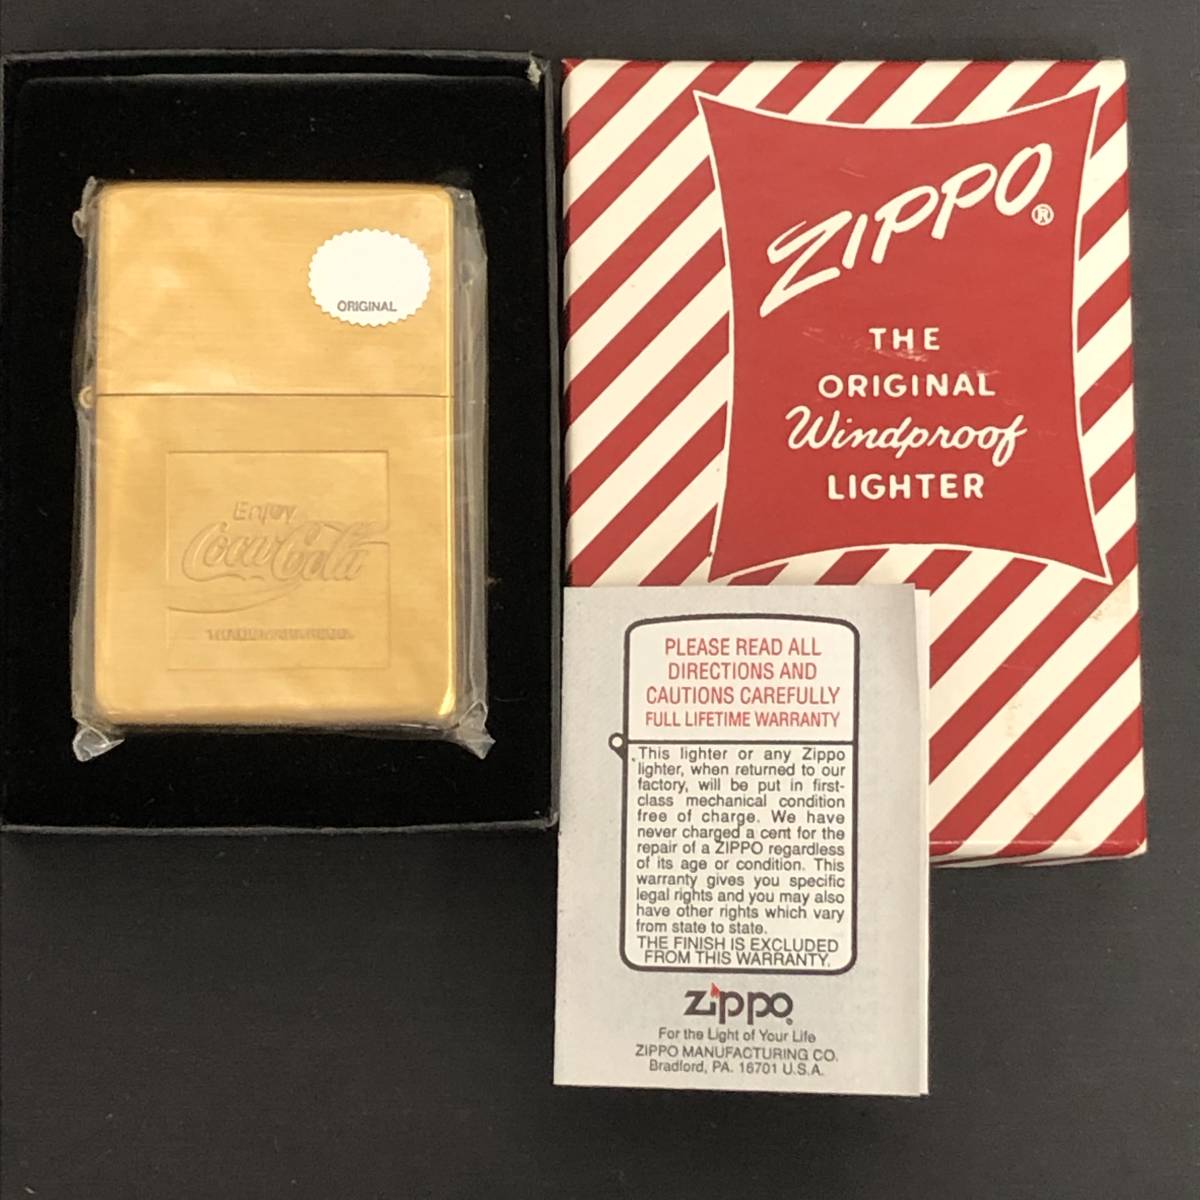 ORIGINAL
Enjoy
Coca-Cola
ZIPPO®
THE
ORIGINAL
Windproof
LIGHTER
PLEASE READ ALL
DIRECTIONS AND
CAUTIONS CAREFULLY
FULL LIFETIME WARRANTY
This lighter or any Zippo
lighter, when returned to our
factory, will be put in first-
class mechanical condition
free of charge. We have
never charged a cent for the
repair of a ZIPPO regardless
of its age or condition. This
warranty gives you specific
legal rights and you may also
have other rights which vary
from state to state.
THE FINISH IS EXCLUDED
FROM THIS WARRANTY.
Zippo
For the Light of Your Life
ZIPPO MANUFACTURING CO.
Bradford, PA. 16701 U.S.A.